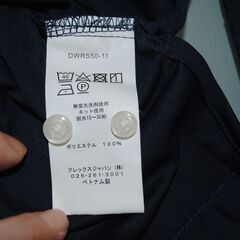 DWRS50-11
40
P
無蛍光洗剤使用
ネット使用
脱水15〜30秒
ポリエステル 100%
フレックスジャパン(株)
026-261-3001
ベトナム製